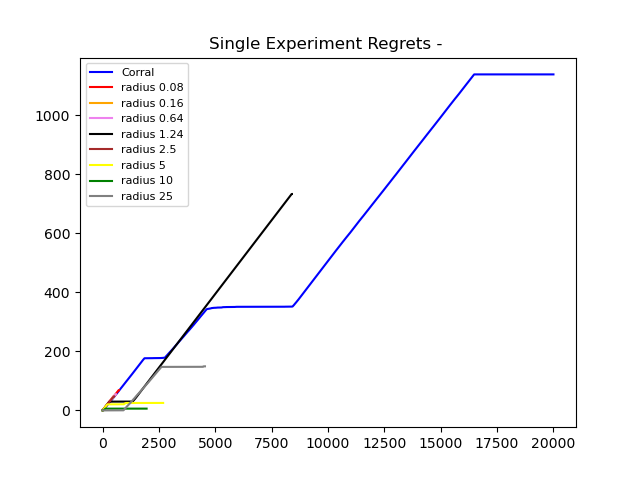 Single Experiment Regrets -
Corral
radius 0.08
radius 0.16
radius 0.64
radius 1.24
radius 2.5
radius 5
radius 10
radius 25
1000
800
600
400
200
0
0 2500 5000 7500 10000 12500 15000 17500 20000